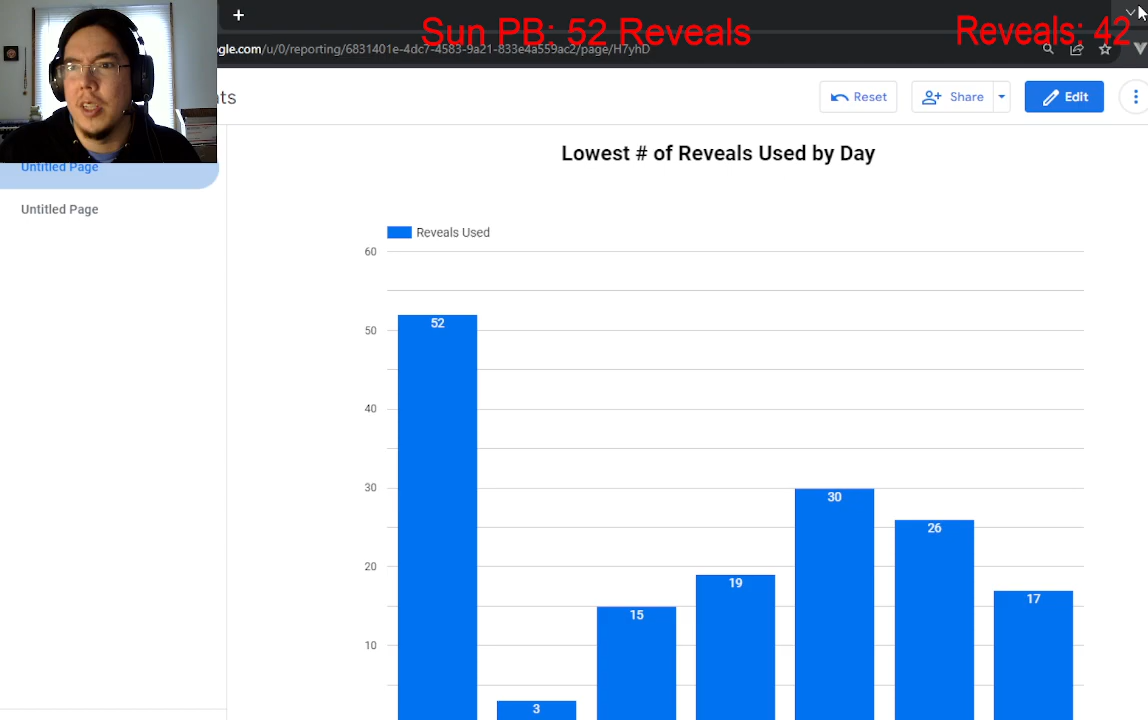 Sun PB: 52 Reveals
Reveals: 42
gle.com/u/0/reporting/6831401e-4dc7-4583-9a21-833e4a559ac2/page/H7yhD
nts
Reset
Share
Edit
Untitled Page
Untitled Page
Lowest # of Reveals Used by Day
Reveals Used
60
50
40
30
20
10
52
3
15
19
30
26
17